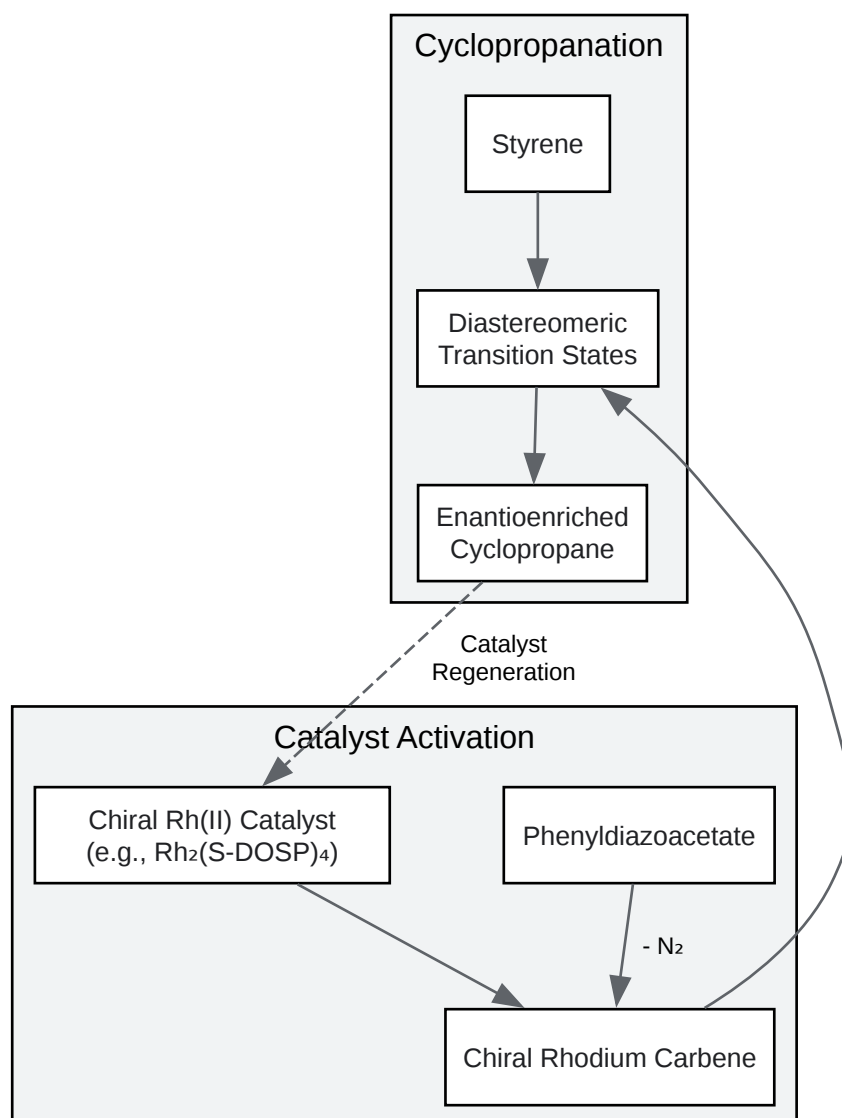 Cyclopropanation
Styrene
Diastereomeric
Transition States
Enantioenriched
Cyclopropane
Catalyst
Regeneration
Catalyst Activation
Chiral Rh(II) Catalyst
(e.g., Rh₂(S-DOSP)₄)
Phenyldiazoacetate
- N₂
Chiral Rhodium Carbene